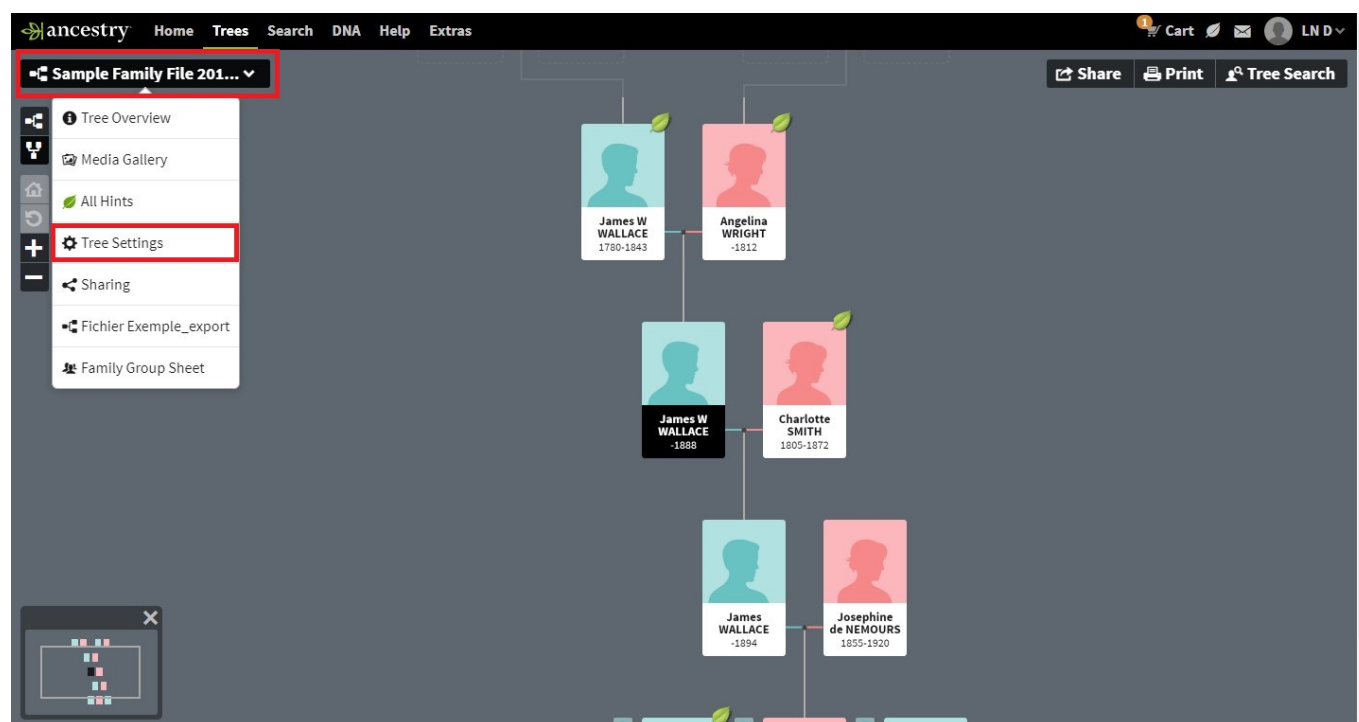 ancestry Home Trees Search DNA Help Extras 1 Cart LN D
Sample Family File 201...
Share Print Tree Search
Tree Overview
Media Gallery
All Hints
Tree Settings
Sharing
Fichier Exemple_export
Family Group Sheet
James W
WALLACE
1780-1843
Angelina
WRIGHT
-1812
James W
WALLACE
-1888
Charlotte
SMITH
1805-1872
James
WALLACE
-1894
Josephine
de NEMOURS
1855-1920